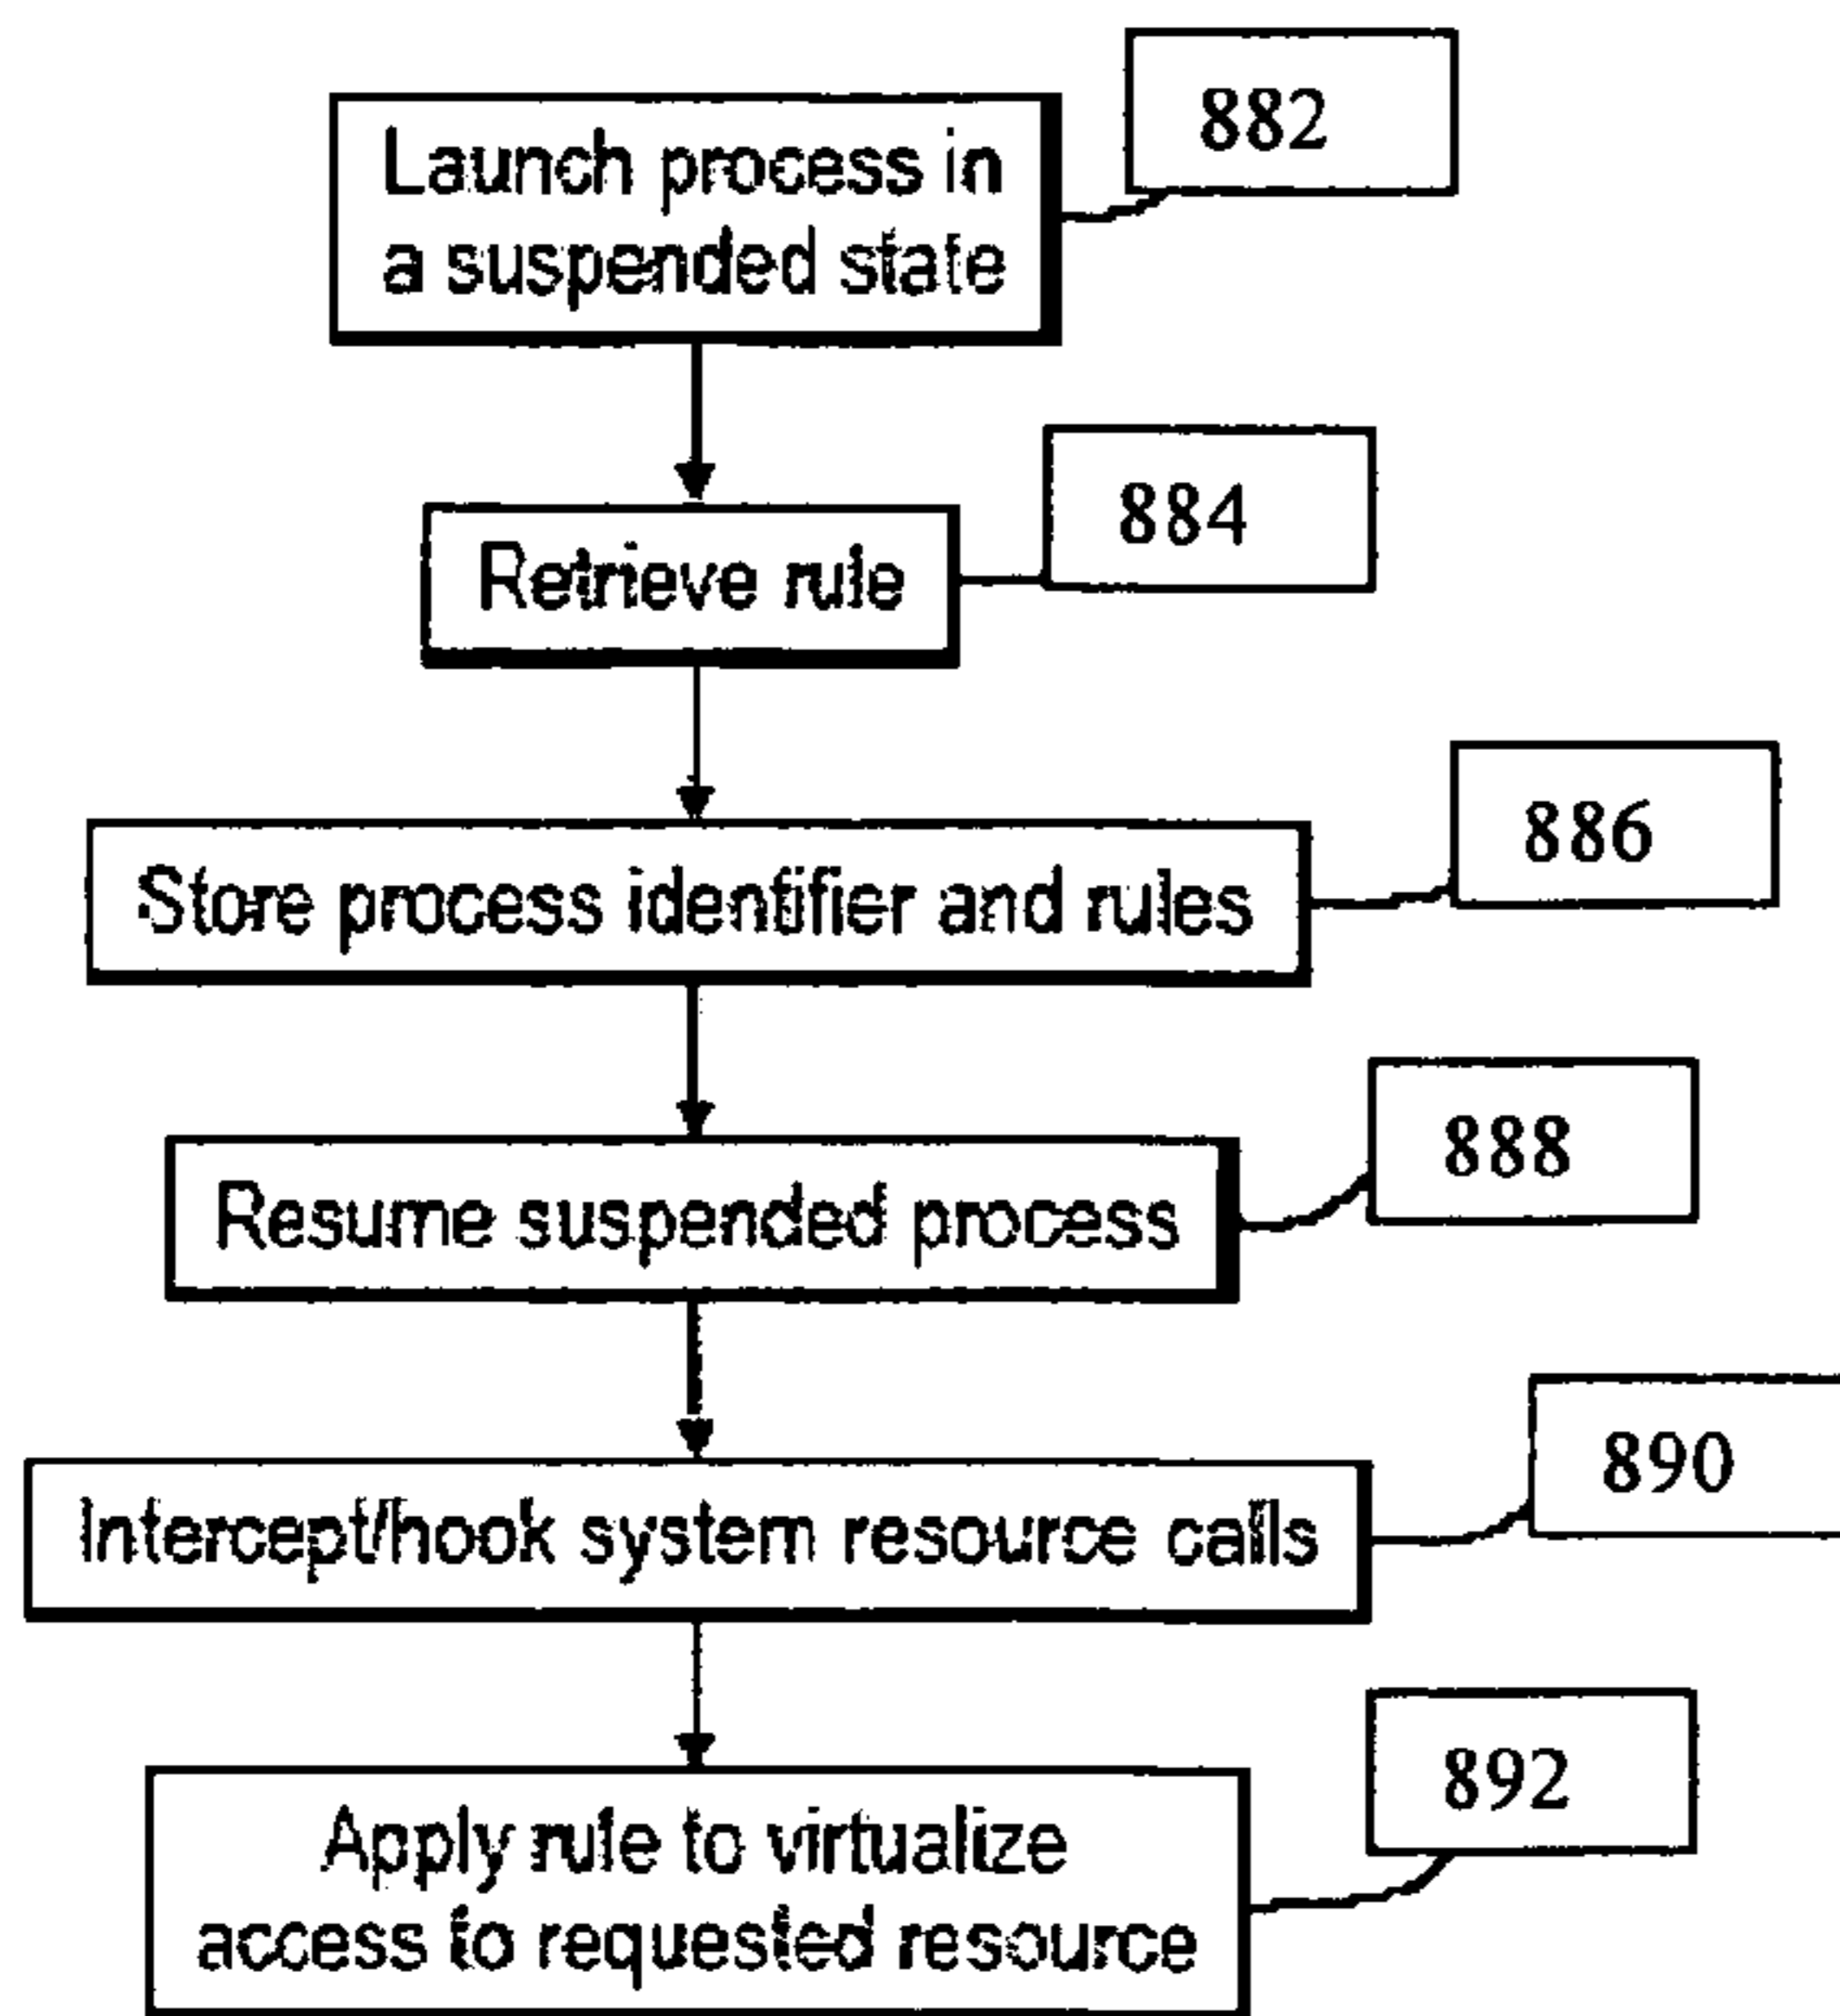 882
Launch process in
a suspended state
884
Retrieve rule
886
Store process identifier and rules
888
Resume suspended process
890
Intercept/hook system resource calls
892
Apply rule to virtualize
access to requested resource